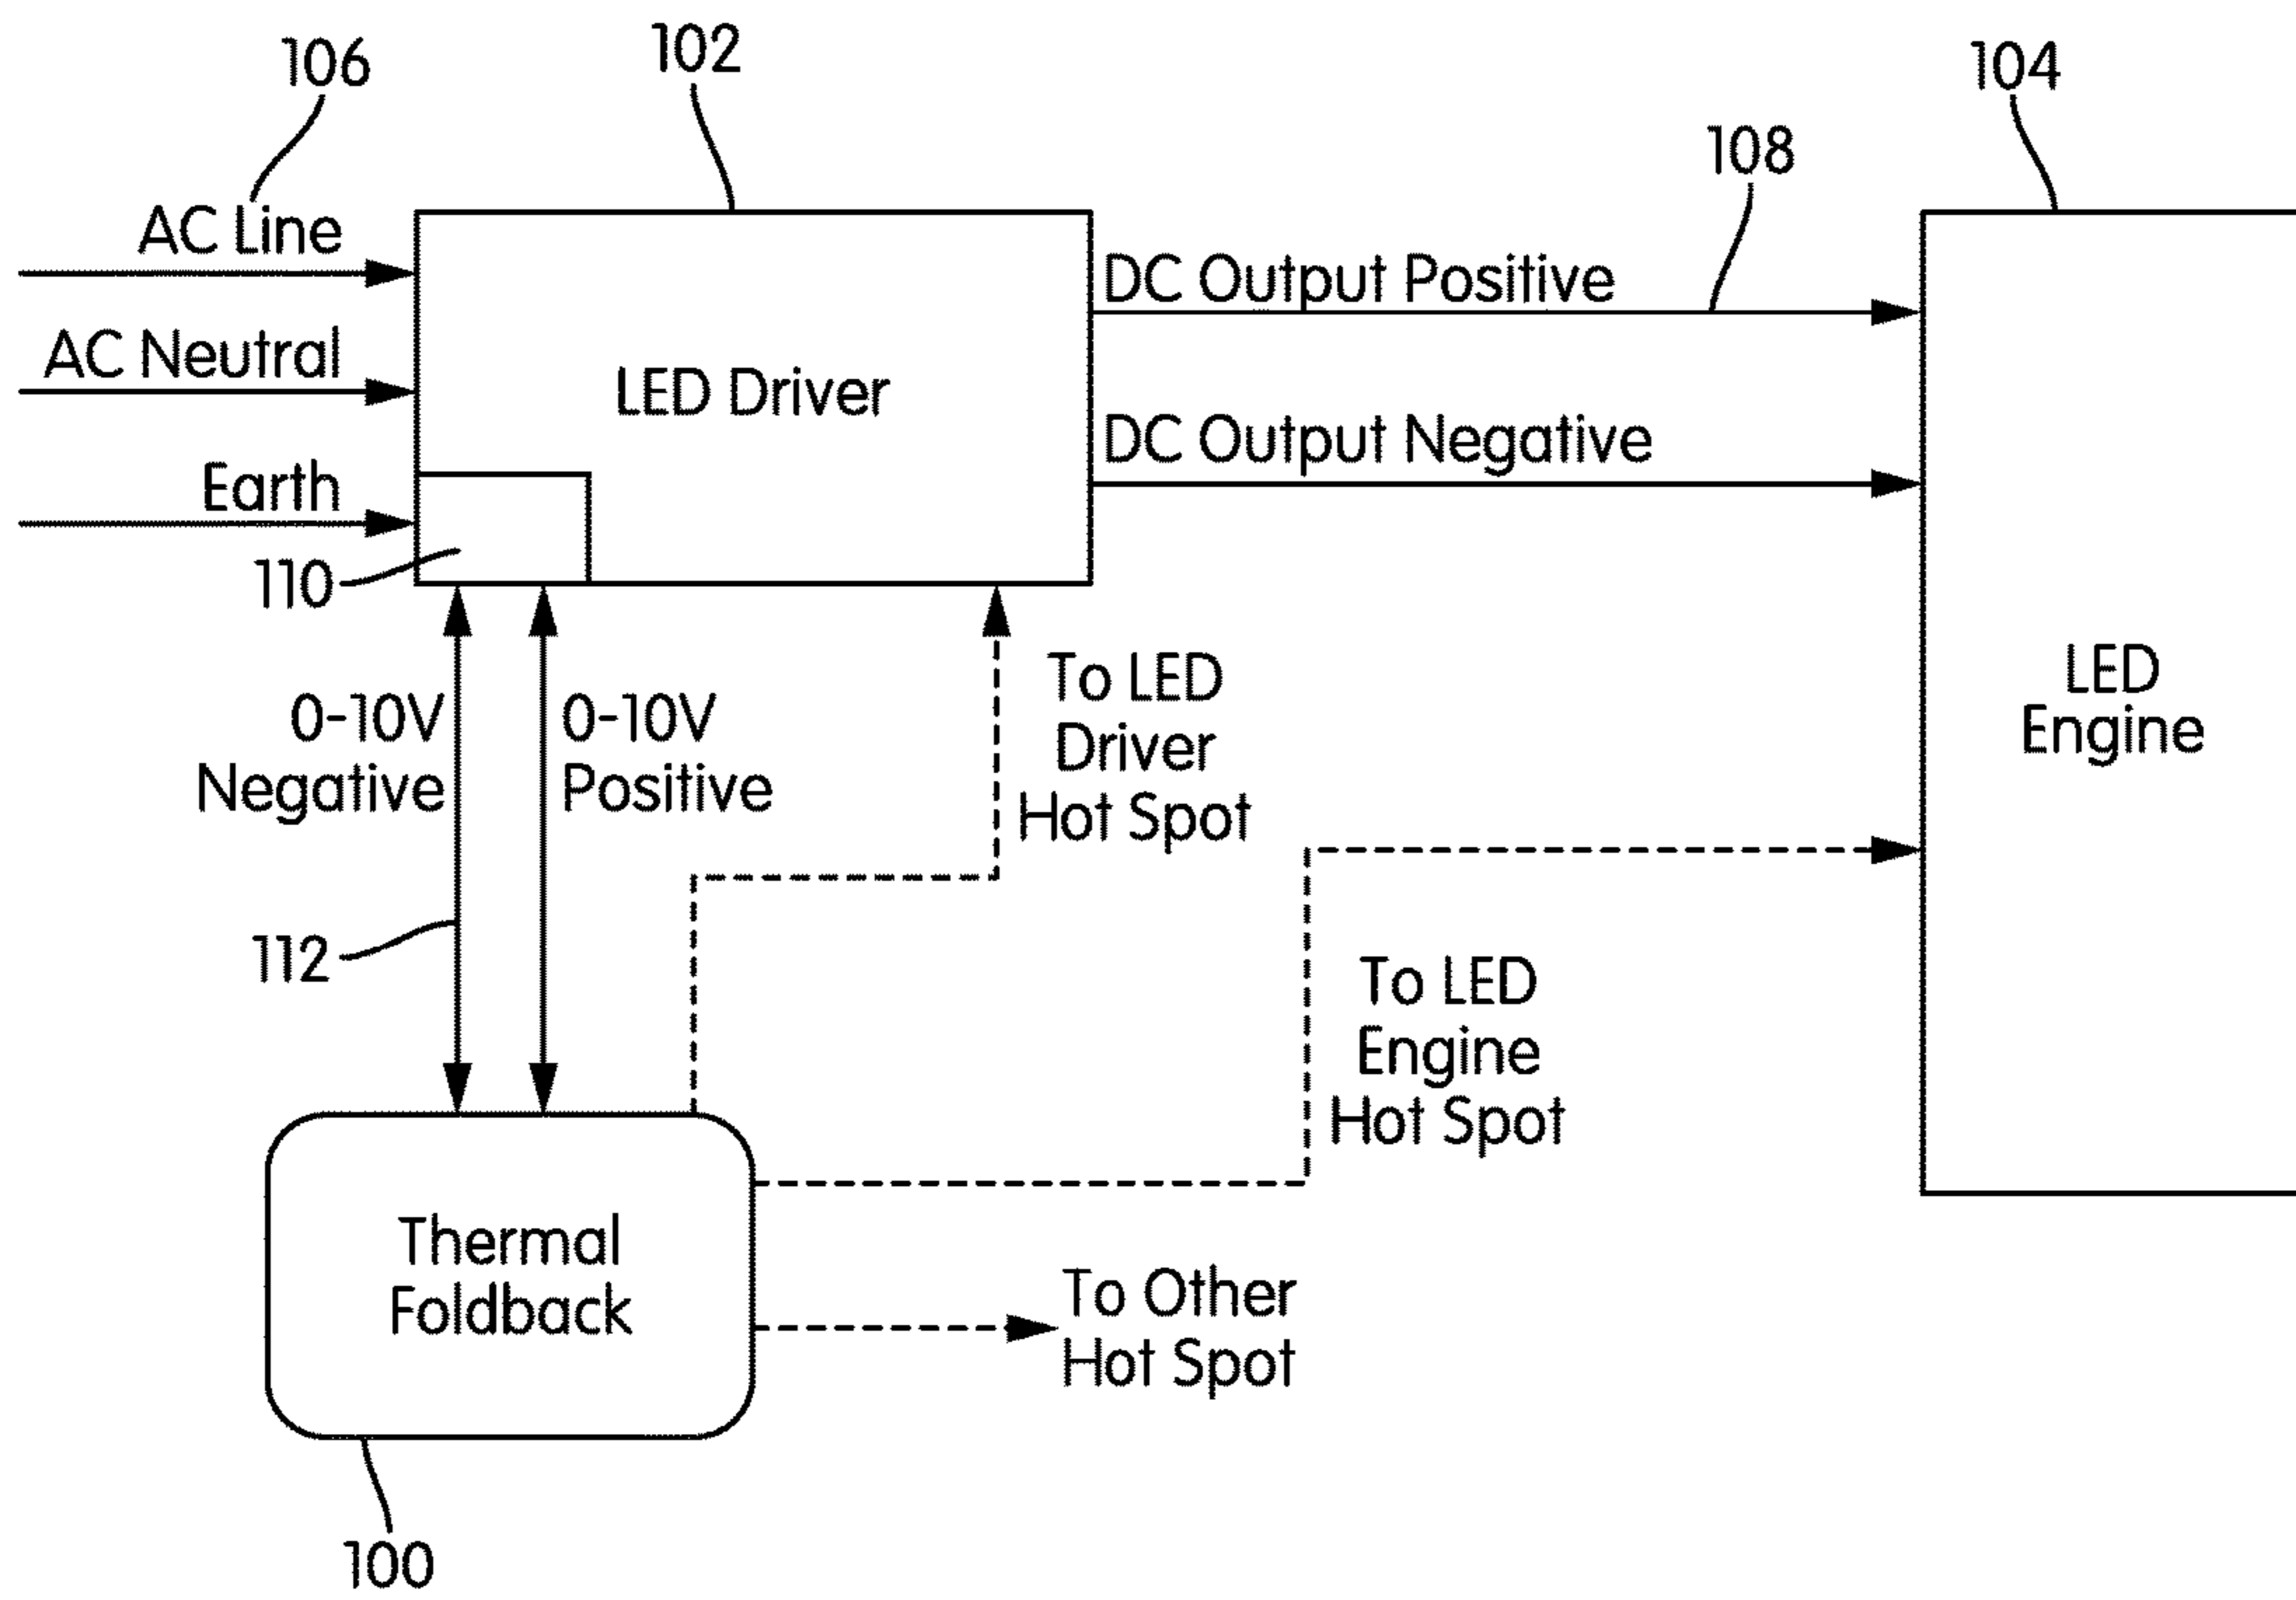 106
102
104
108
AC Line
DC Output Positive
AC Neutral
LED Driver
DC Output Negative
Earth
110
0-10V
Negative
0-10V
Positive
To LED
Driver
Hot Spot
LED
Engine
112
To LED
Engine
Hot Spot
Thermal
Foldback
To Other
Hot Spot
100